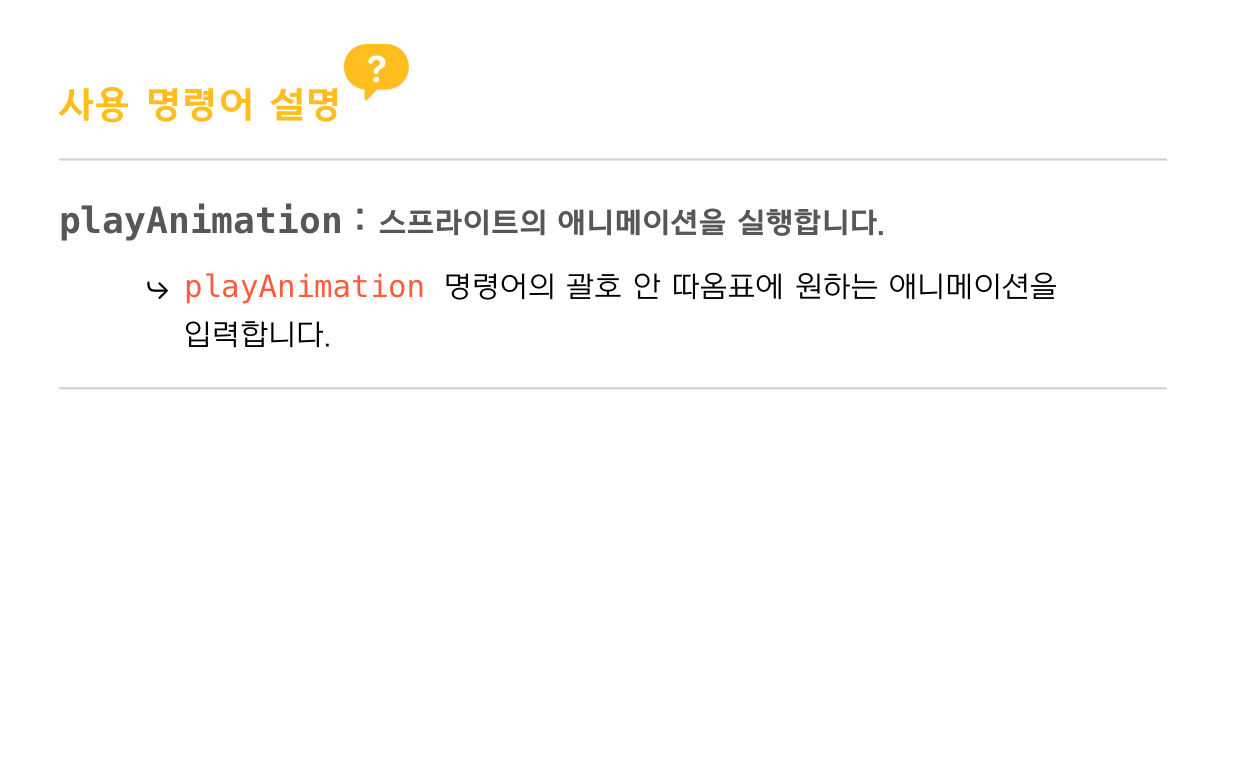 사용 명령어 설명 ?
playAnimation : 스프라이트의 애니메이션을 실행합니다.
↪ playAnimation 명령어의 괄호 안 따옴표에 원하는 애니메이션을
입력합니다.